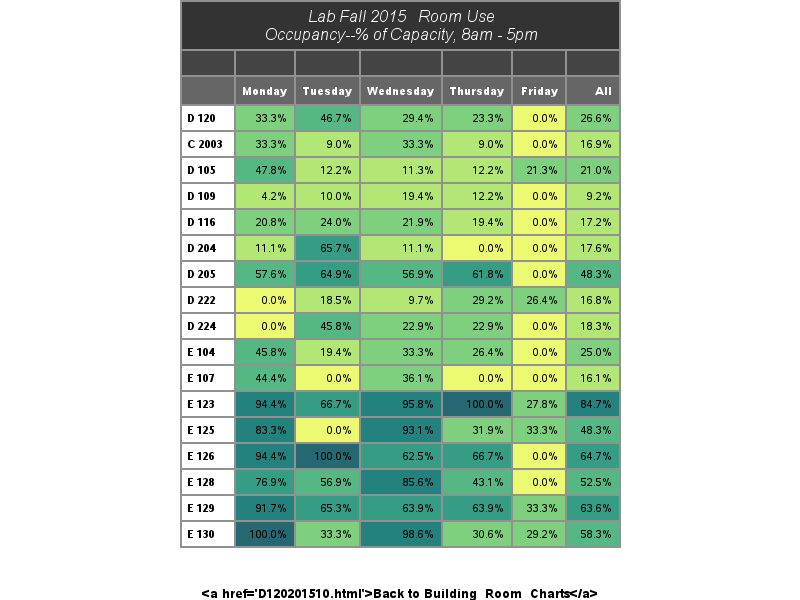 Lab Fall 2015 Room Use
Occupancy--% of Capacity, 8am - 5pm
Monday Tuesday Wednesday Thursday Friday All
D 120 33.3% 46.7% 29.4% 23.3% 0.0% 26.6%
C 2003 33.3% 9.0% 33.3% 9.0% 0.0% 16.9%
D 105 47.8% 12.2% 11.3% 12.2% 21.3% 21.0%
D 109 4.2% 10.0% 19.4% 12.2% 0.0% 9.2%
D 116 20.8% 24.0% 21.9% 19.4% 0.0% 17.2%
D 204 11.1% 65.7% 11.1% 0.0% 0.0% 17.6%
D 205 57.6% 64.9% 56.9% 61.8% 0.0% 48.3%
D 222 0.0% 18.5% 9.7% 29.2% 26.4% 16.8%
D 224 0.0% 45.8% 22.9% 22.9% 0.0% 18.3%
E 104 45.8% 19.4% 33.3% 26.4% 0.0% 25.0%
E 107 44.4% 0.0% 36.1% 0.0% 0.0% 16.1%
E 123 94.4% 66.7% 95.8% 100.0% 27.8% 84.7%
E 125 83.3% 0.0% 93.1% 31.9% 33.3% 48.3%
E 126 94.4% 100.0% 62.5% 66.7% 0.0% 64.7%
E 128 76.9% 56.9% 85.6% 43.1% 0.0% 52.5%
E 129 91.7% 65.3% 63.9% 63.9% 33.3% 63.6%
E 130 100.0% 33.3% 98.6% 30.6% 29.2% 58.3%
<a href='D120201510.html'>Back to Building_Room_Charts</a>